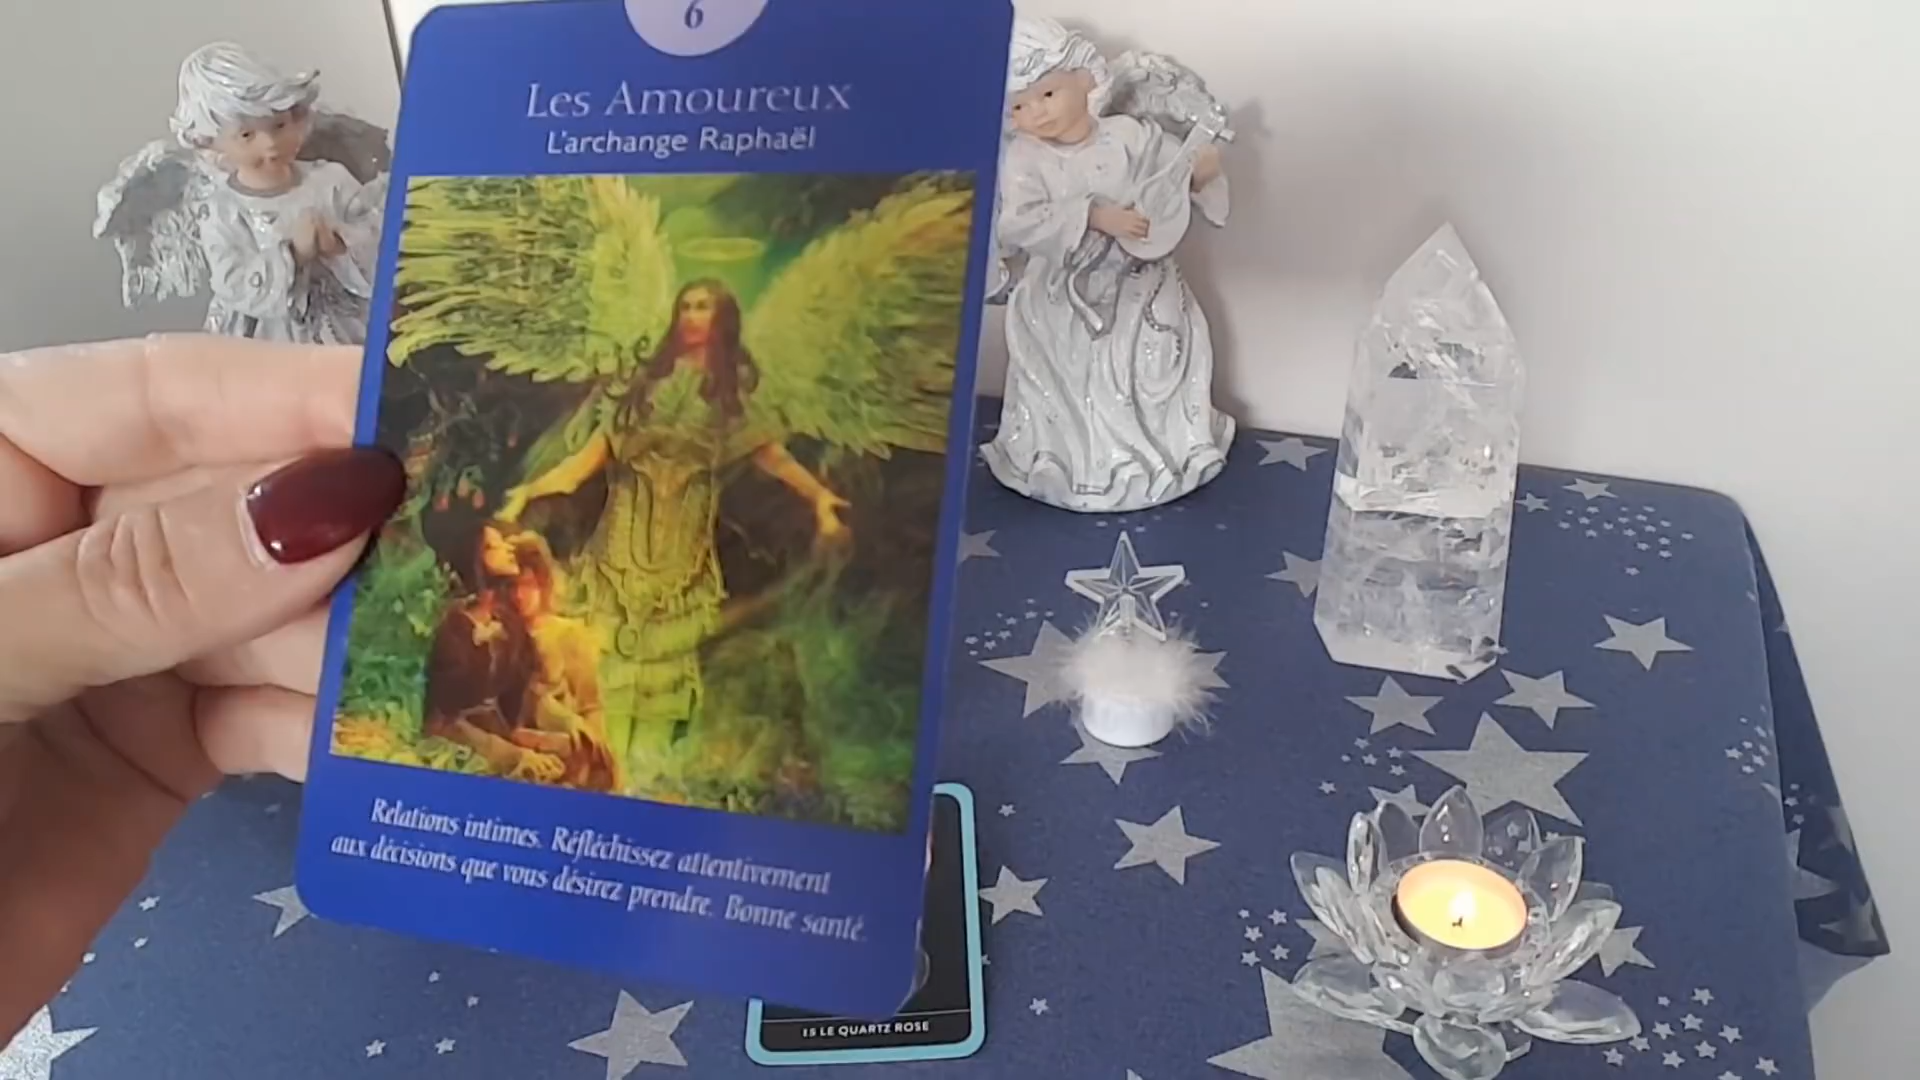 6
Les Amoureux
L'archange Raphaël
Relations intimes. Réfléchissez attentivement
aux décisions que vous désirez prendre. Bonne santé.
15 LE QUARTZ ROSE